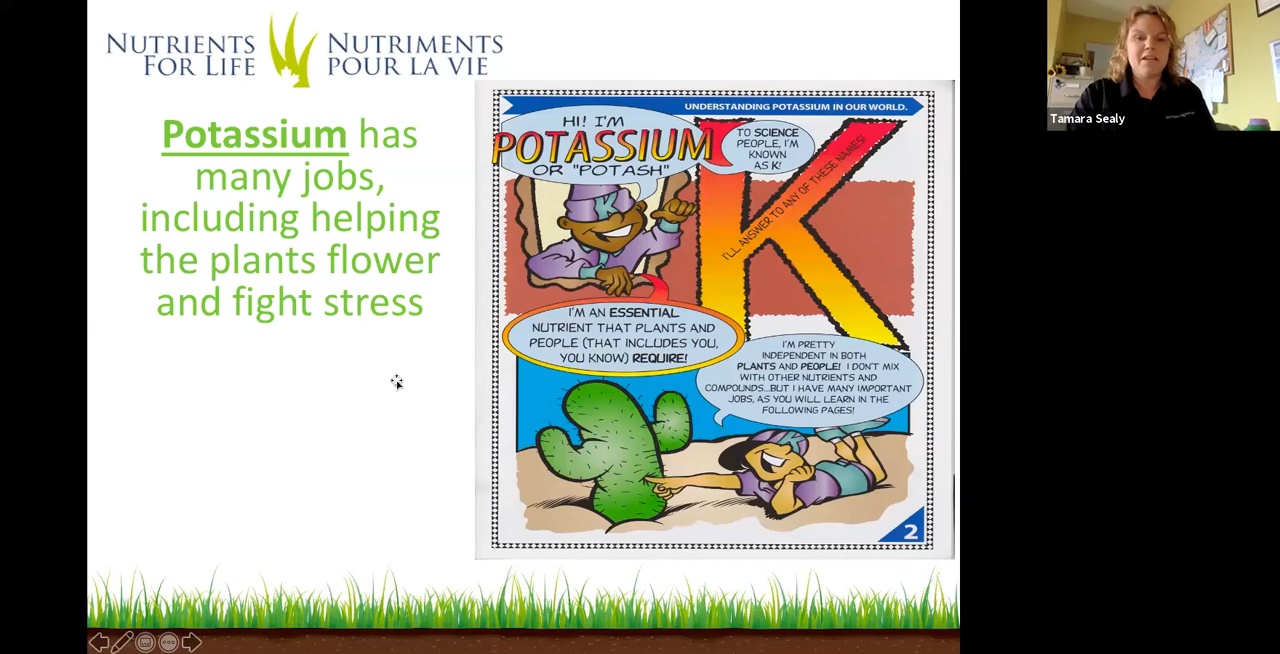 NUTRIENTS
FOR LIFE
NUTRIMENTS
POUR LA VIE
Potassium has
many jobs,
including helping
the plants flower
and fight stress
UNDERSTANDING POTASSIUM IN OUR WORLD.
HI! I'M
POTASSIUM
OR "POTASH"
TO SCIENCE
PEOPLE, I'M
KNOWN
AS K!
K
I'LL ANSWER TO ANY OF THESE NAMES!
K
I'M AN ESSENTIAL
NUTRIENT THAT PLANTS AND
PEOPLE (THAT INCLUDES YOU,
YOU KNOW) REQUIRE!
I'M PRETTY
INDEPENDENT IN BOTH
PLANTS AND PEOPLE! I DON'T MIX
WITH OTHER NUTRIENTS AND
COMPOUNDS...BUT I HAVE MANY IMPORTANT
JOBS, AS YOU WILL LEARN IN THE
FOLLOWING PAGES!
K
2
Tamara Sealy